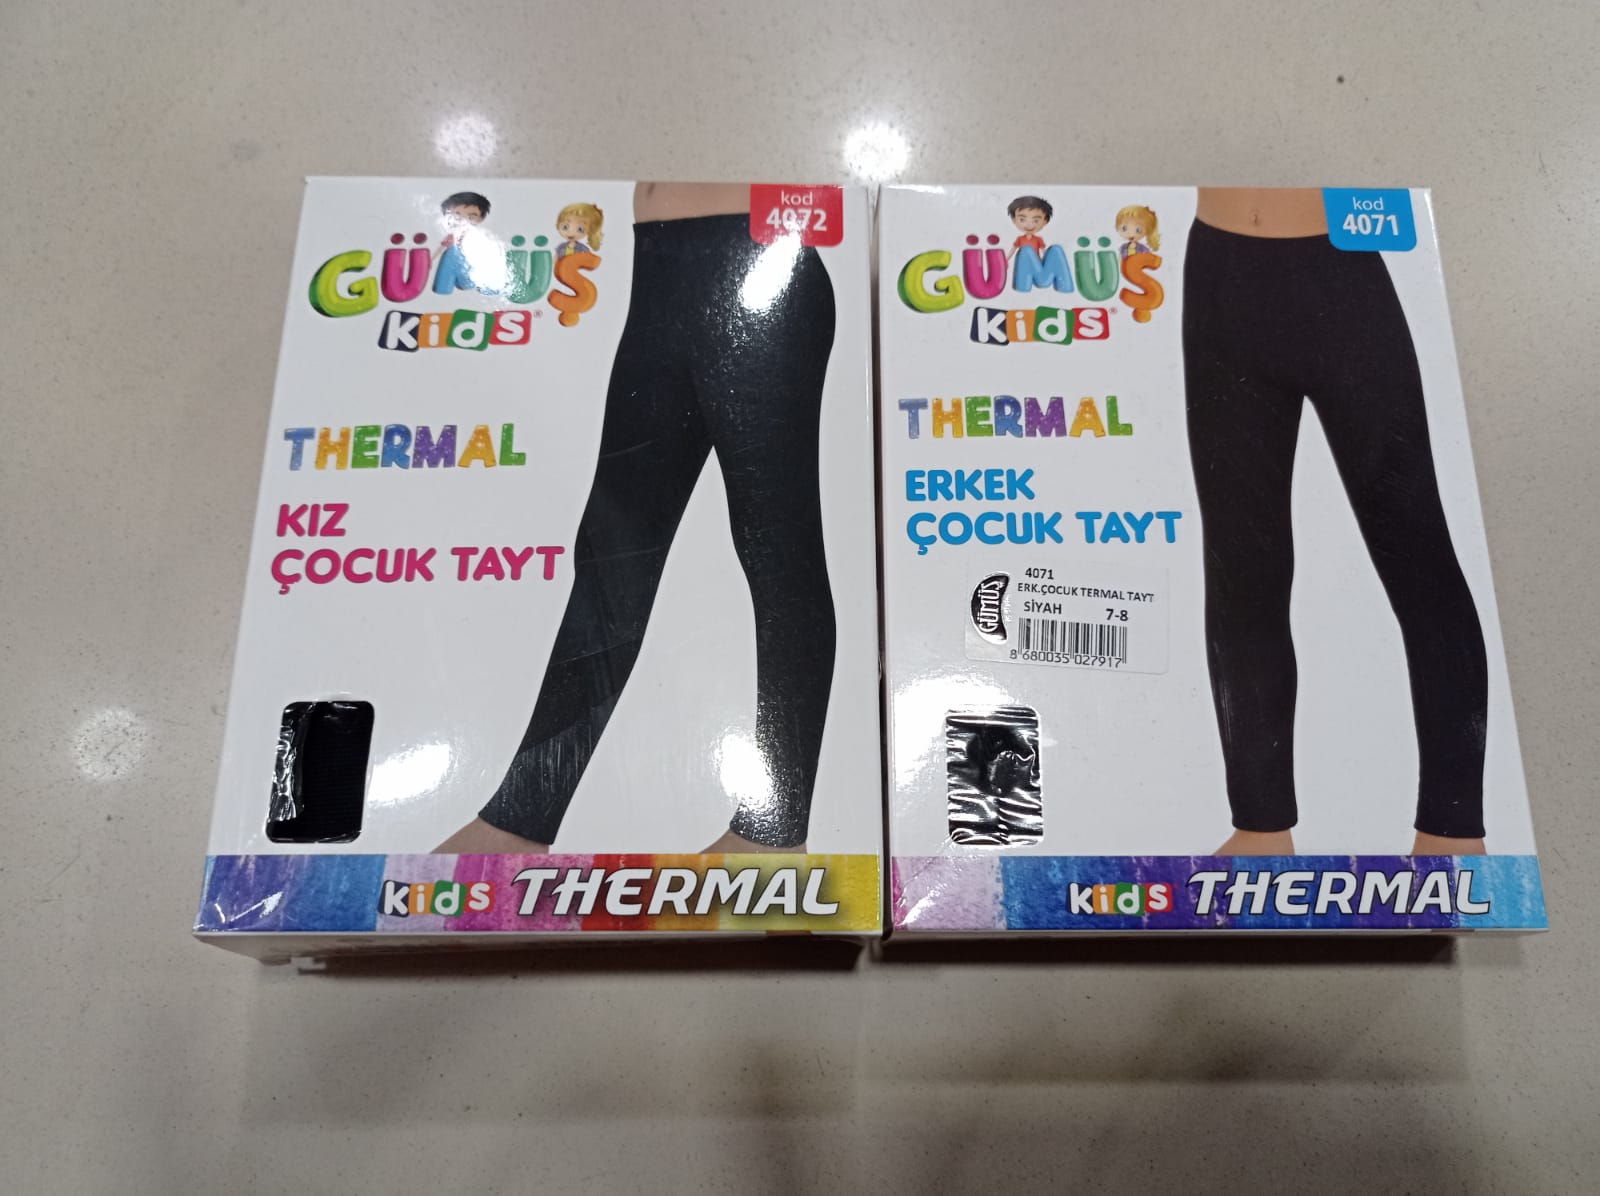 kod
4072
GÜMÜŞ
kids®
THERMAL
KIZ
ÇOCUK TAYT
kids THERMAL
kod
4071
GÜMÜŞ
kids®
THERMAL
ERKEK
ÇOCUK TAYT
GÜMÜŞ
4071
ERK.ÇOCUK TERMAL TAYT
SİYAH 7-8
8 680035 027917
kids THERMAL